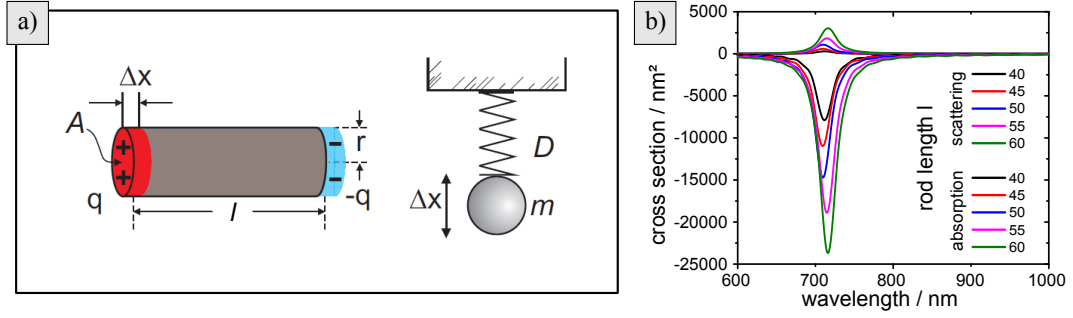 a)
Δx
A
+
+
q
l
−
−
r
-q
D
Δx
m
b)
5000
0
-5000
-10000
-15000
-20000
-25000
cross section / nm²
600
700
800
900
1000
wavelength / nm
rod length l
scattering
40
45
50
55
60
absorption
40
45
50
55
60